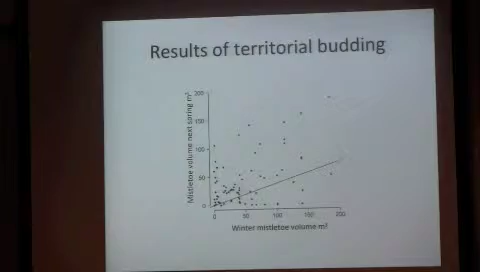 Results of territorial budding
Mistletoe volume next spring m³
200
150
100
50
0
0 50 100 150 200
Winter mistletoe volume m³